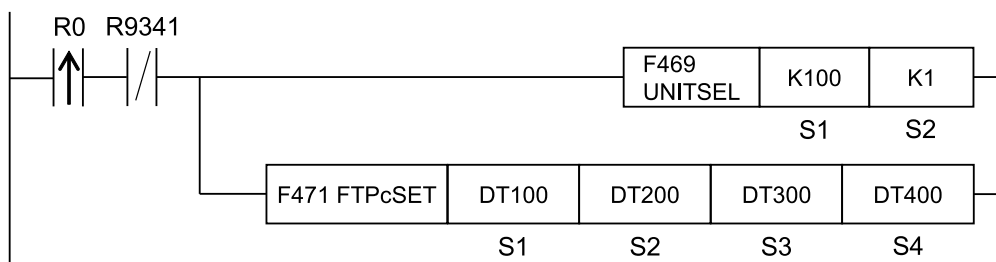 R0 R9341
F469 UNITSEL K100 K1
S1 S2
F471 FTPcSET DT100 DT200 DT300 DT400
S1 S2 S3 S4